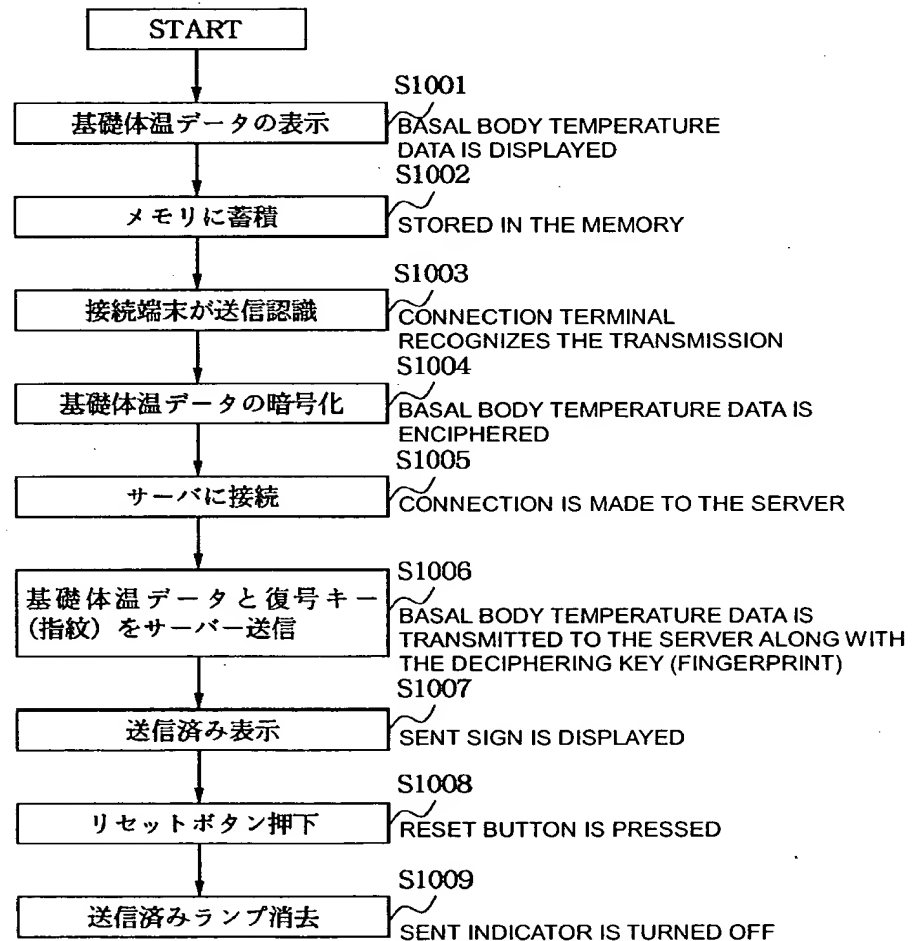 START
S1001
基礎体温データの表示
BASAL BODY TEMPERATURE
DATA IS DISPLAYED
S1002
メモリに蓄積
STORED IN THE MEMORY
S1003
接続端末が送信認識
CONNECTION TERMINAL
RECOGNIZES THE TRANSMISSION
S1004
基礎体温データの暗号化
BASAL BODY TEMPERATURE DATA IS
ENCIPHERED
S1005
サーバに接続
CONNECTION IS MADE TO THE SERVER
S1006
基礎体温データと復号キー
(指紋) をサーバー送信
BASAL BODY TEMPERATURE DATA IS
TRANSMITTED TO THE SERVER ALONG WITH
THE DECIPHERING KEY (FINGERPRINT)
S1007
送信済み表示
SENT SIGN IS DISPLAYED
S1008
リセットボタン押下
RESET BUTTON IS PRESSED
S1009
送信済みランプ消去
SENT INDICATOR IS TURNED OFF